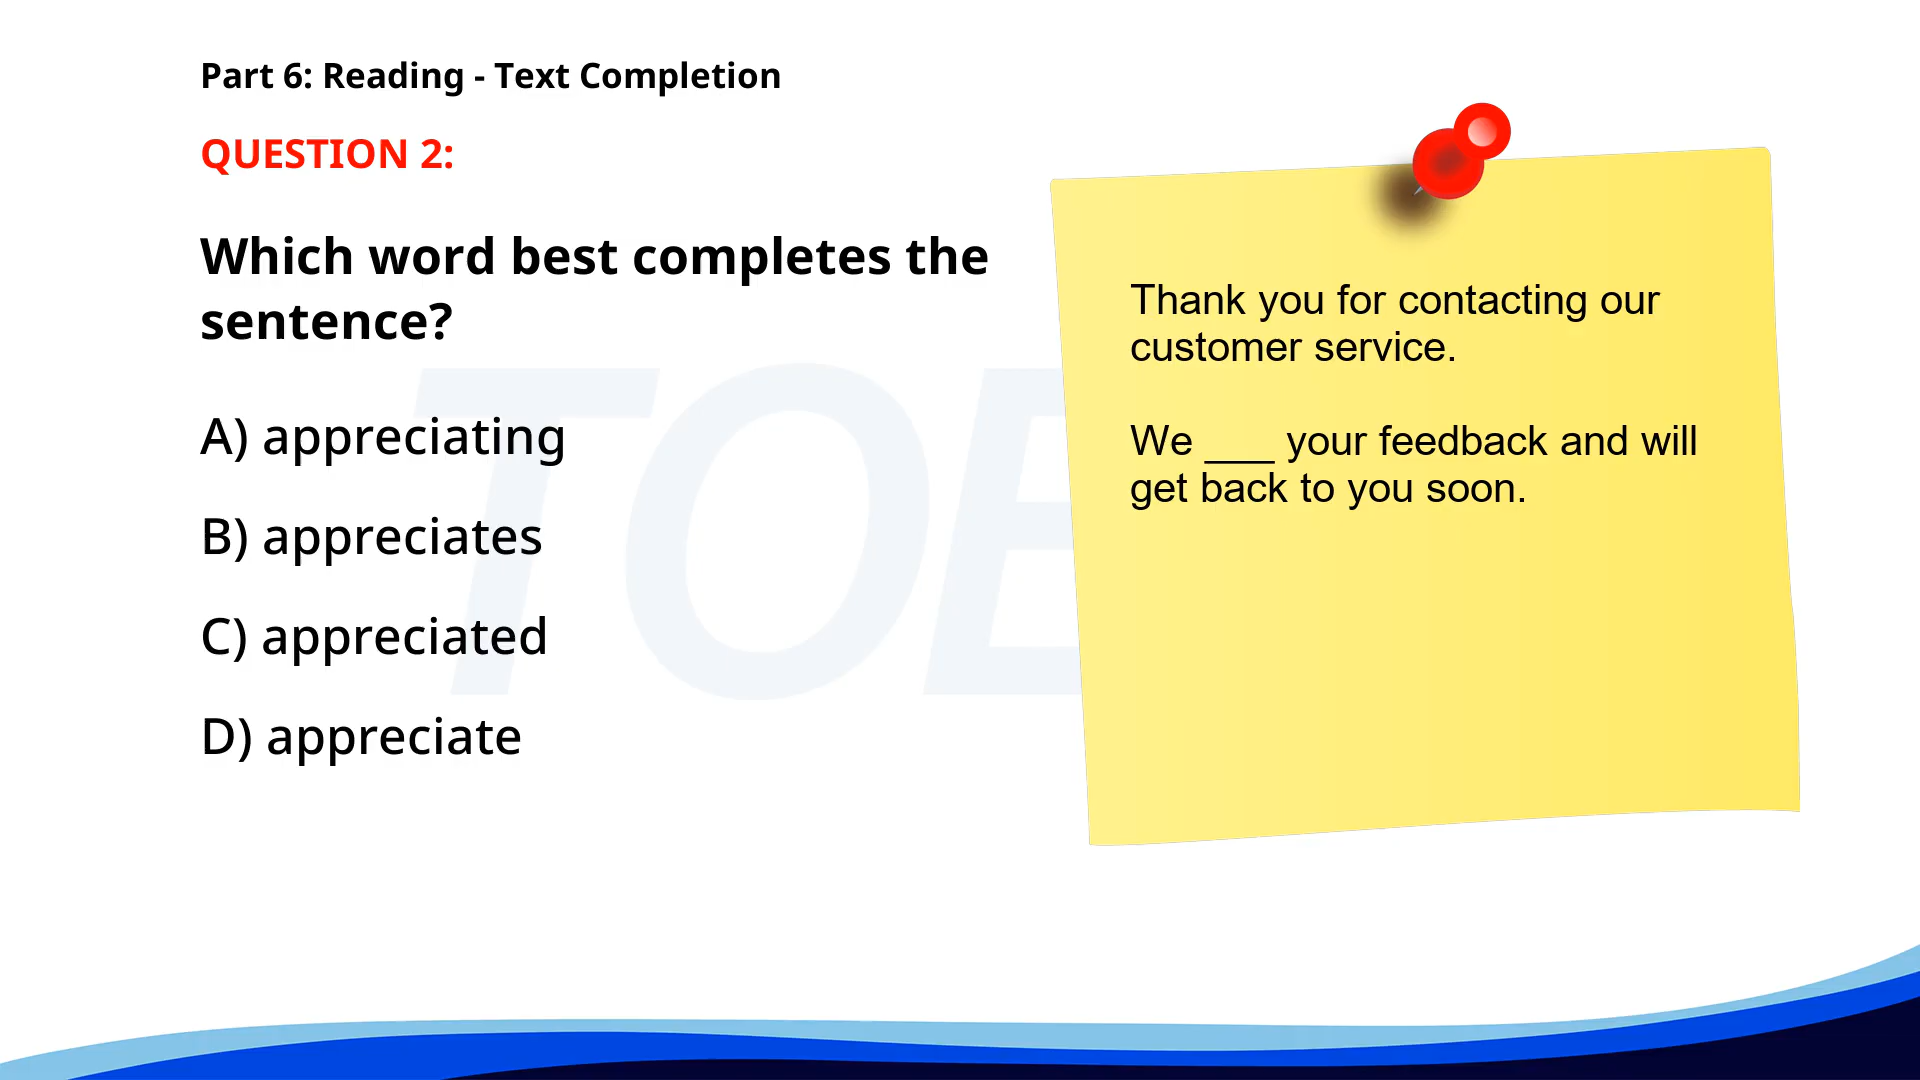 Part 6: Reading - Text Completion
QUESTION 2:
Which word best completes the
sentence?
A) appreciating
B) appreciates
C) appreciated
D) appreciate
Thank you for contacting our
customer service.
We ___ your feedback and will
get back to you soon.